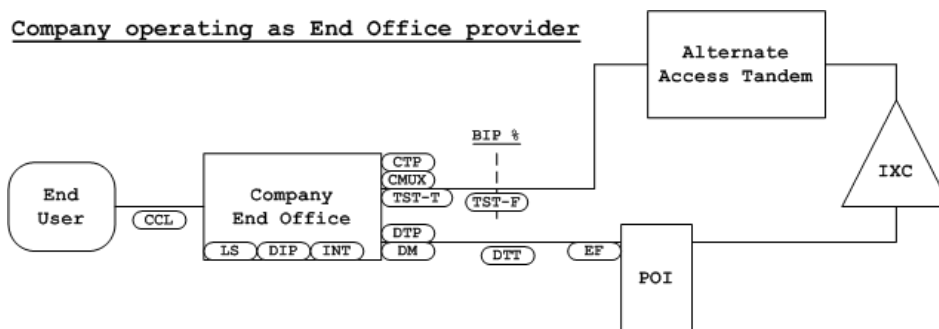 Company operating as End Office provider
Alternate
Access Tandem
BIP %
IXC
CTP
CMUX
TST-T
TST-F
End
User
CCL
Company
End Office
LS
DIP
INT
DTP
DM
DTT
EF
POI